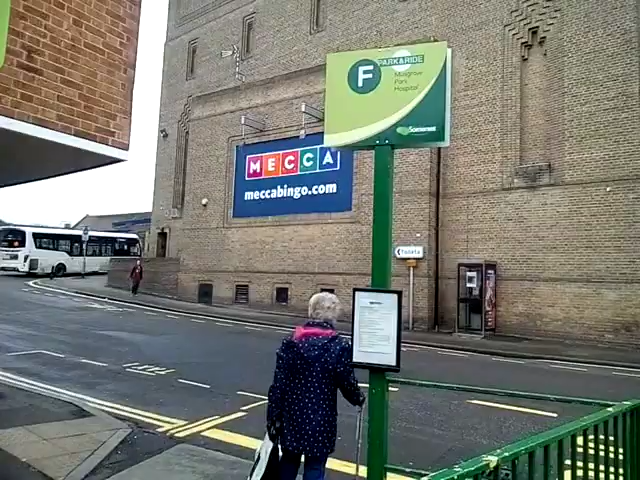 F
PARK & RIDE
Musgrove
Park
Hospital
Somerset
MECCA
meccabingo.com
Toilets